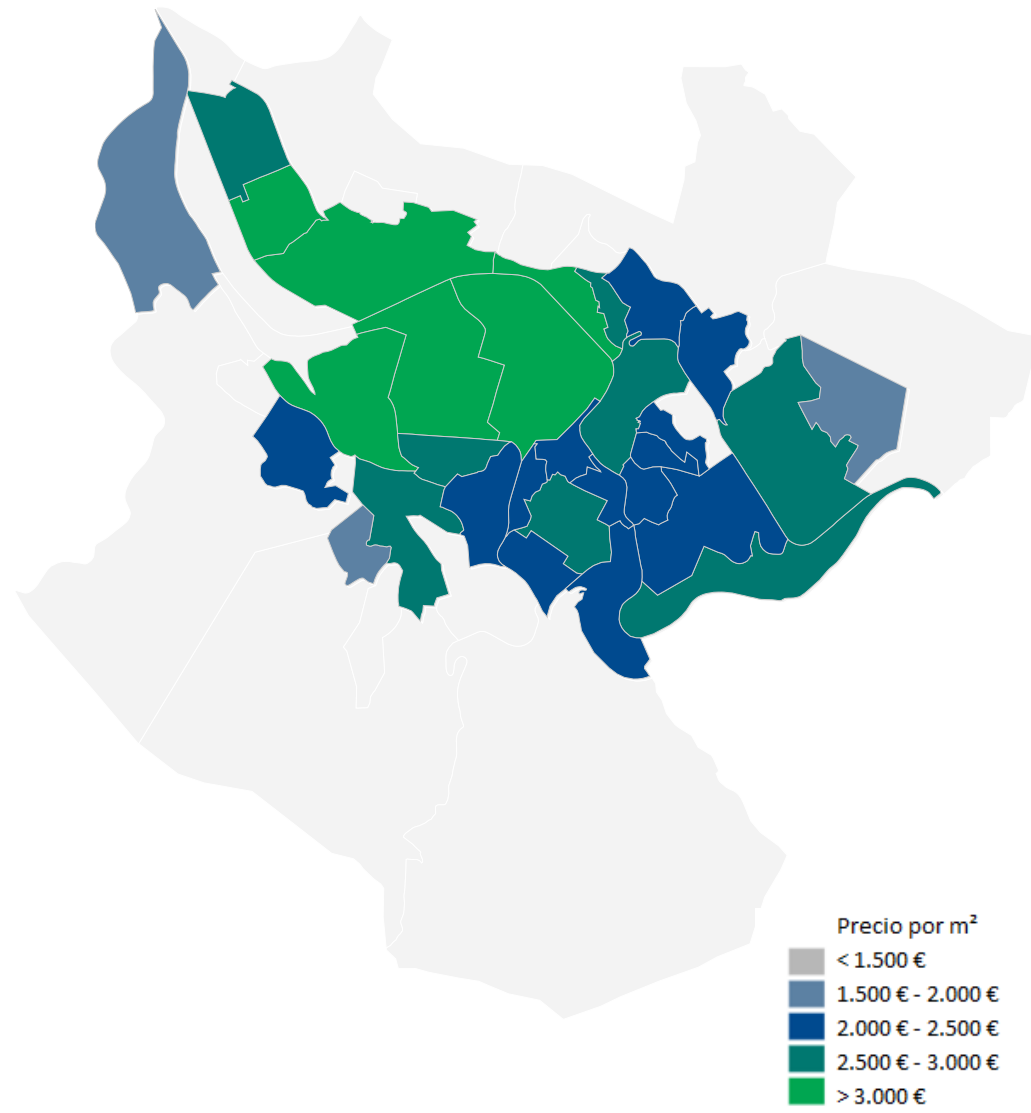 Precio por m²
< 1.500 €
1.500 € - 2.000 €
2.000 € - 2.500 €
2.500 € - 3.000 €
> 3.000 €